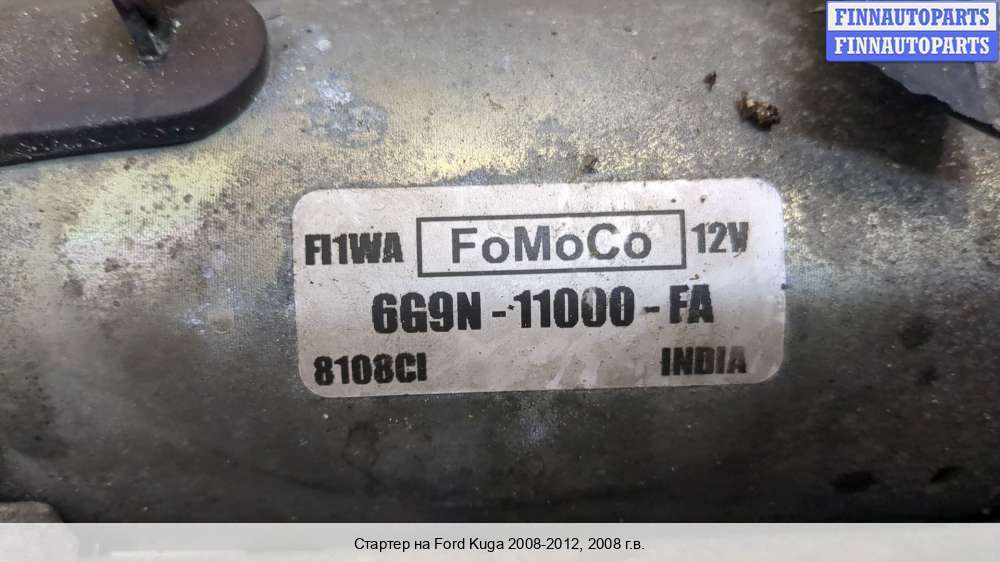 FINNAUTOPARTS
FINNAUTOPARTS
FI1WA FoMoCo 12V
6G9N - 11000 - FA
8108CI INDIA
Стартер на Ford Kuga 2008-2012, 2008 г.в.